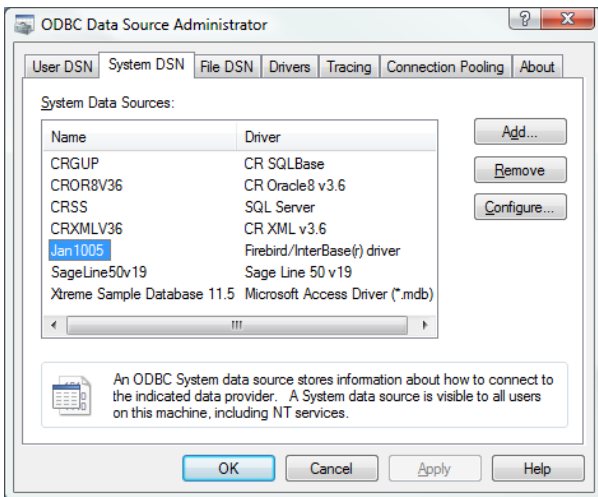 ODBC Data Source Administrator
User DSN System DSN File DSN Drivers Tracing Connection Pooling About
System Data Sources:
Name Driver
CRGUP CR SQLBase
CROR8V36 CR Oracle8 v3.6
CRSS SQL Server
CRXMLV36 CR XML v3.6
Jan1005 Firebird/InterBase(r) driver
SageLine50v19 Sage Line 50 v19
Xtreme Sample Database 11.5 Microsoft Access Driver (*.mdb)
Add...
Remove
Configure...
An ODBC System data source stores information about how to connect to
the indicated data provider. A System data source is visible to all users
on this machine, including NT services.
OK Cancel Apply Help